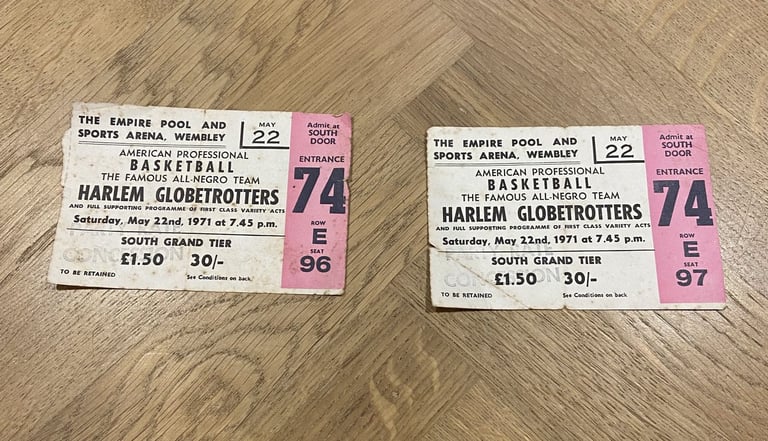 THE EMPIRE POOL AND
SPORTS ARENA, WEMBLEY
MAY
22
AMERICAN PROFESSIONAL
BASKETBALL
THE FAMOUS ALL-NEGRO TEAM
HARLEM GLOBETROTTERS
AND FULL SUPPORTING PROGRAMME OF FIRST CLASS VARIETY ACTS
Saturday, May 22nd, 1971 at 7.45 p.m.
SOUTH GRAND TIER
£1.50 30/-
TO BE RETAINED See Conditions on back
Admit at
SOUTH
DOOR
ENTRANCE
74
ROW
E
SEAT
96
THE EMPIRE POOL AND
SPORTS ARENA, WEMBLEY
MAY
22
AMERICAN PROFESSIONAL
BASKETBALL
THE FAMOUS ALL-NEGRO TEAM
HARLEM GLOBETROTTERS
AND FULL SUPPORTING PROGRAMME OF FIRST CLASS VARIETY ACTS
Saturday, May 22nd, 1971 at 7.45 p.m.
SOUTH GRAND TIER
£1.50 30/-
TO BE RETAINED See Conditions on back
Admit at
SOUTH
DOOR
ENTRANCE
74
ROW
E
SEAT
97